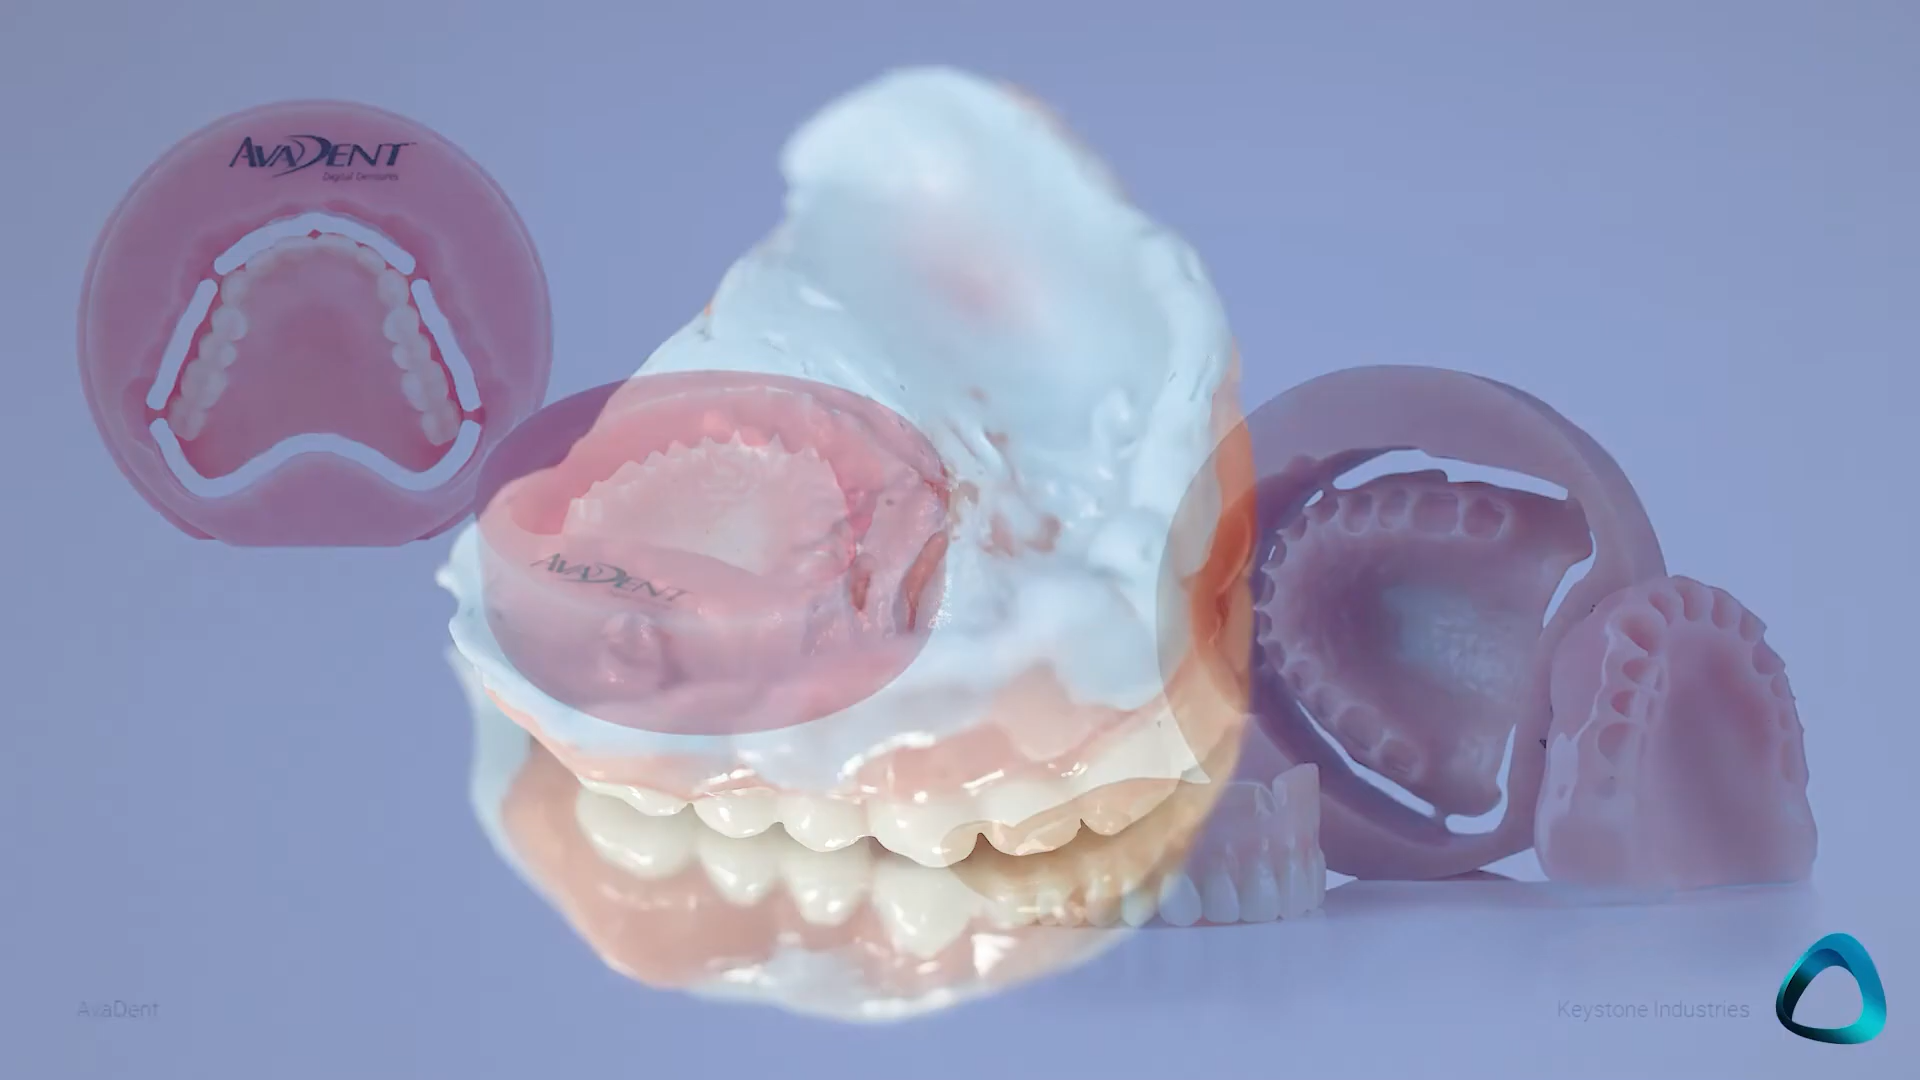 AVADENT
Digital Dentures
AVADENT
AvaDent
Keystone Industries